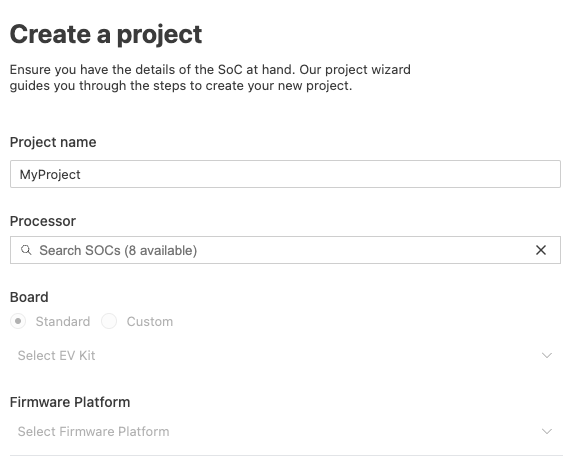 Create a project
Ensure you have the details of the SoC at hand. Our project wizard
guides you through the steps to create your new project.
Project name
MyProject
Processor
Search SOCs (8 available)
Board
Standard Custom
Select EV Kit
Firmware Platform
Select Firmware Platform